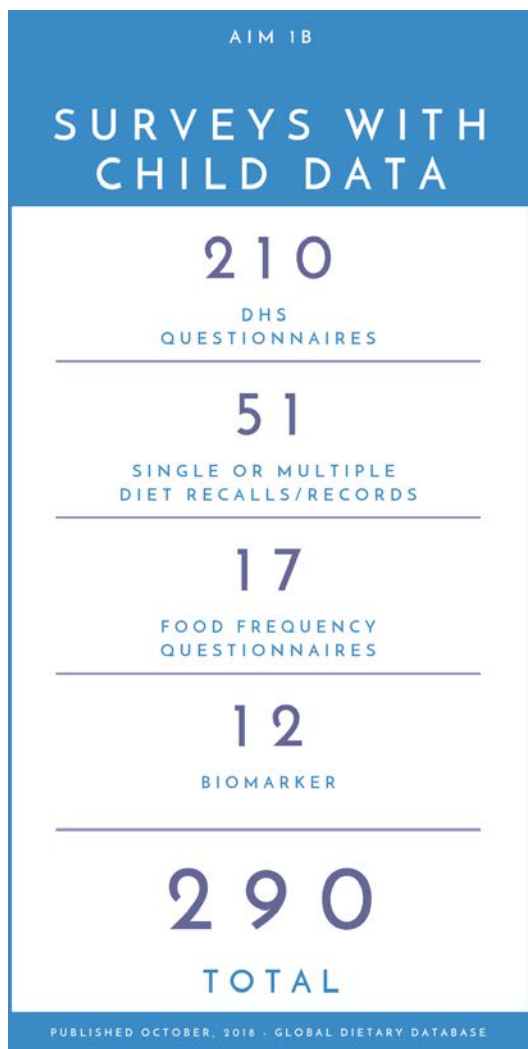 AIM 1B
SURVEYS WITH
CHILD DATA
210
DHS
QUESTIONNAIRES
51
SINGLE OR MULTIPLE
DIET RECALLS/RECORDS
17
FOOD FREQUENCY
QUESTIONNAIRES
12
BIOMARKER
290
TOTAL
PUBLISHED OCTOBER, 2018 - GLOBAL DIETARY DATABASE